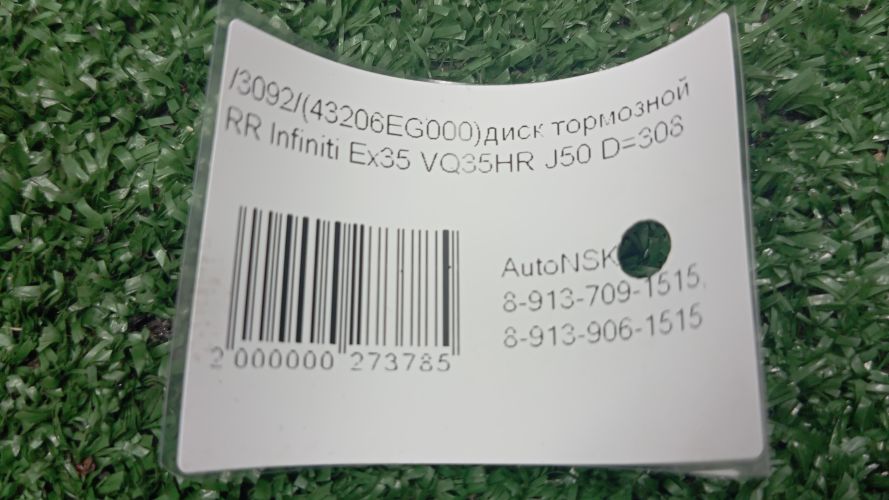 /3092/(43206EG000)диск тормозной
RR Infiniti Ex35 VQ35HR J50 D=308
AutoNSK
8-913-709-1515,
8-913-906-1515
2 000000 273785